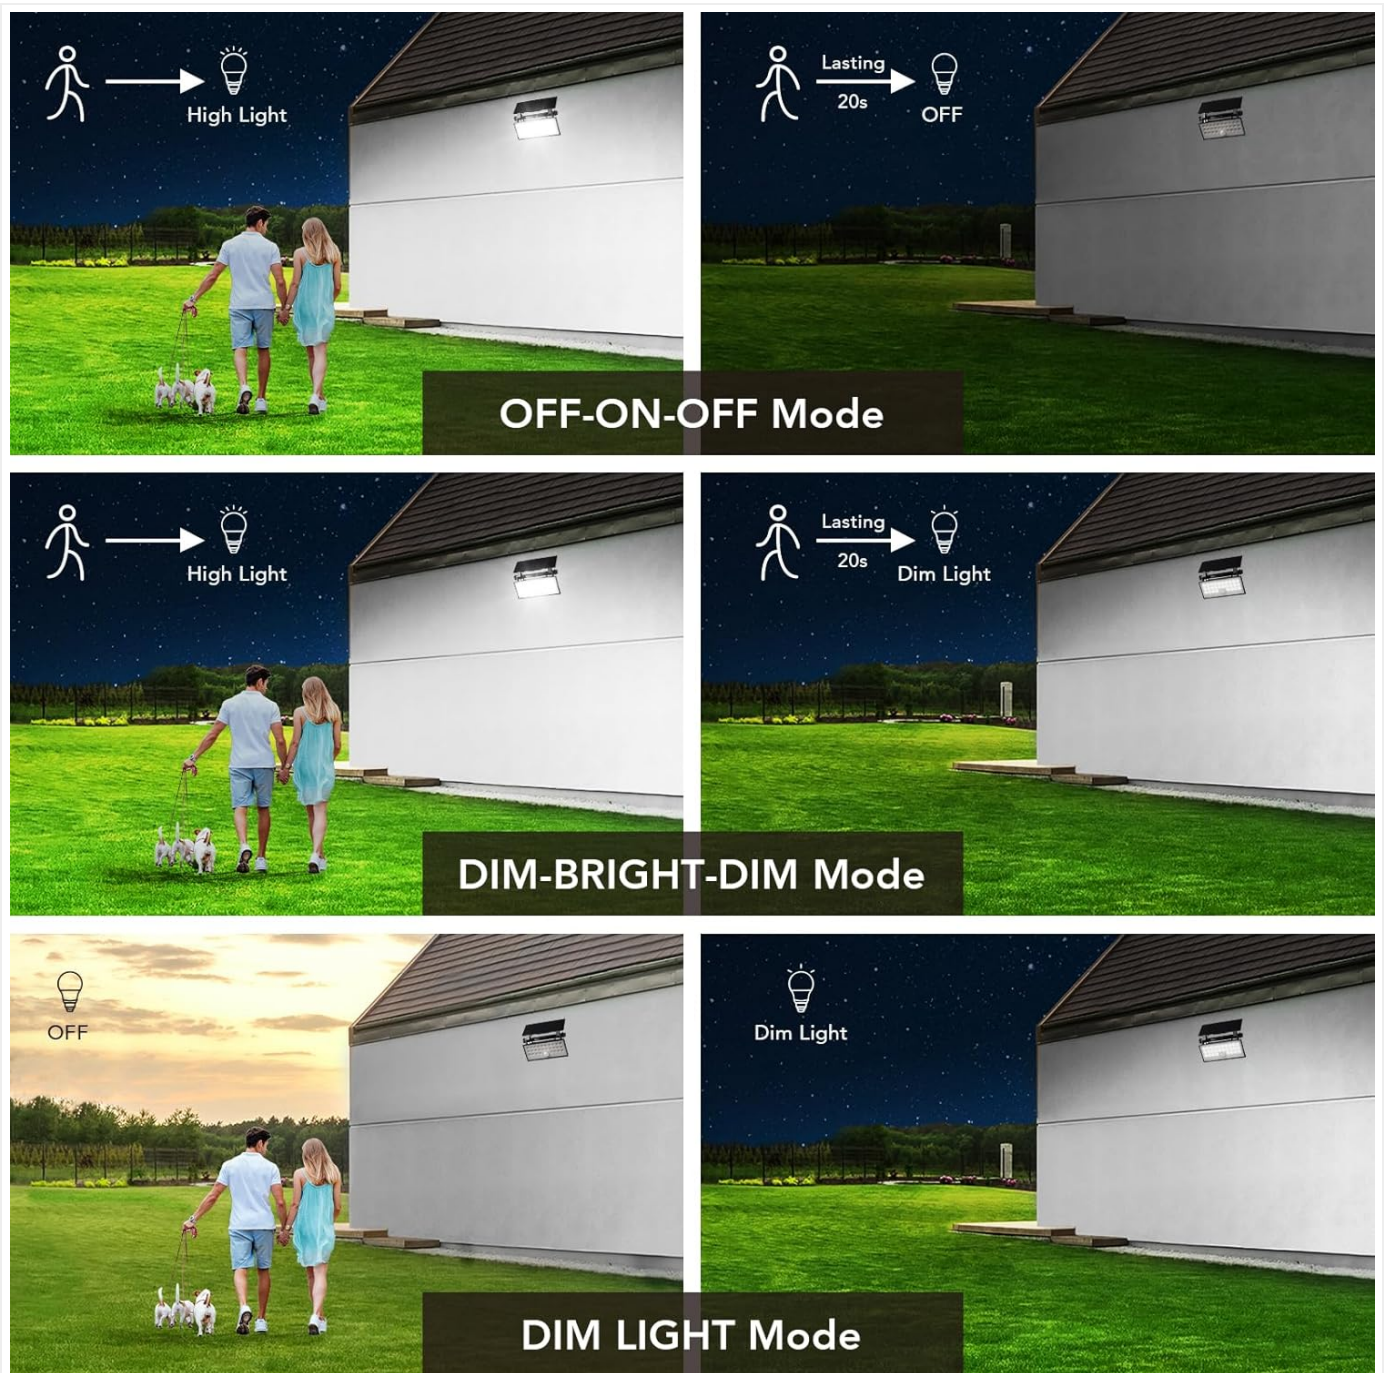 High Light
Lasting
20s
OFF
OFF-ON-OFF Mode
High Light
Lasting
20s
Dim Light
DIM-BRIGHT-DIM Mode
OFF
Dim Light
DIM LIGHT Mode